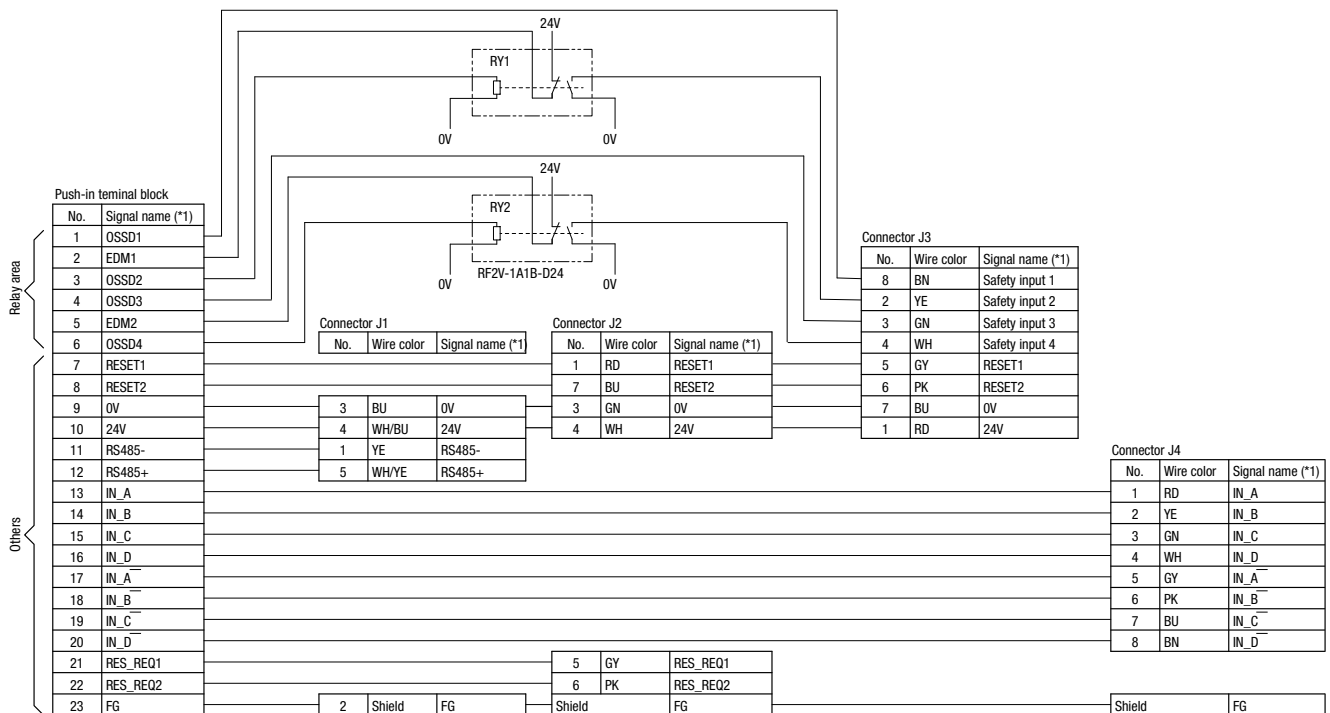 24V
RY1
0V 0V
24V
RY2
0V RF2V-1A1B-D24 0V
Push-in teminal block
No. Signal name (*1)
Relay area
1 OSSD1
2 EDM1
3 OSSD2
4 OSSD3
5 EDM2
6 OSSD4
Others
7 RESET1
8 RESET2
9 0V
10 24V
11 RS485-
12 RS485+
13 IN_A
14 IN_B
15 IN_C
16 IN_D
17 IN_A̅
18 IN_B̅
19 IN_C̅
20 IN_D̅
21 RES_REQ1
22 RES_REQ2
23 FG
Connector J1
No. Wire color Signal name (*1)
3 BU 0V
4 WH/BU 24V
1 YE RS485-
5 WH/YE RS485+
2 Shield FG
Connector J2
No. Wire color Signal name (*1)
1 RD RESET1
7 BU RESET2
3 GN 0V
4 WH 24V
5 GY RES_REQ1
6 PK RES_REQ2
Shield FG
Connector J3
No. Wire color Signal name (*1)
8 BN Safety input 1
2 YE Safety input 2
3 GN Safety input 3
4 WH Safety input 4
5 GY RESET1
6 PK RESET2
7 BU 0V
1 RD 24V
Connector J4
No. Wire color Signal name (*1)
1 RD IN_A
2 YE IN_B
3 GN IN_C
4 WH IN_D
5 GY IN_A̅
6 PK IN_B̅
7 BU IN_C̅
8 BN IN_D̅
Shield FG